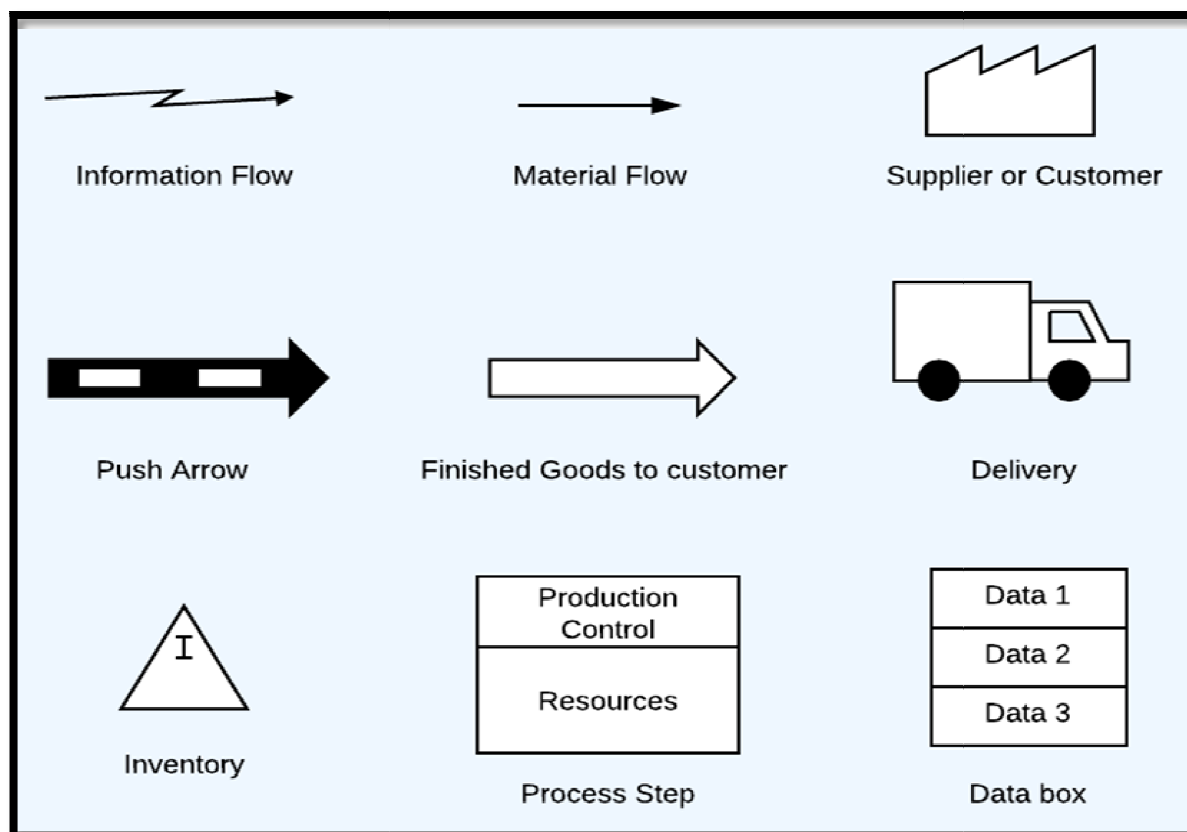 Information Flow
Material Flow
Supplier or Customer
Push Arrow
Finished Goods to customer
Delivery
I
Inventory
Production
Control
Resources
Process Step
Data 1
Data 2
Data 3
Data box